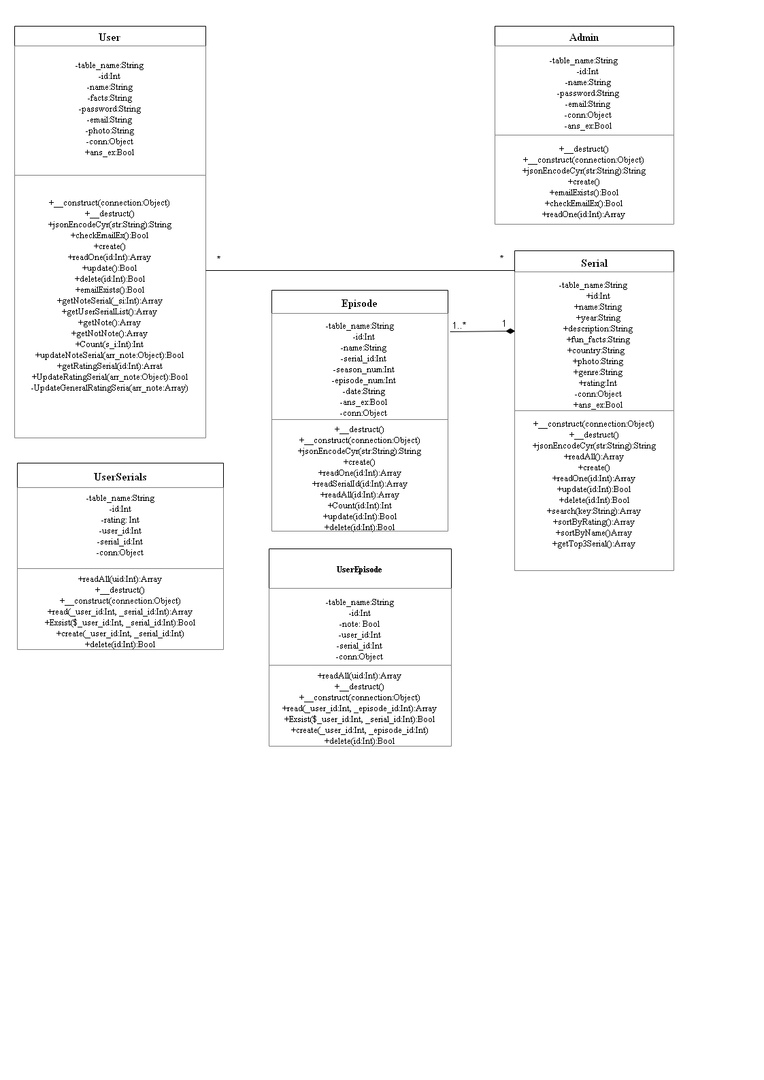 User
-table_name:String
-id:Int
-name:String
-facts:String
-password:String
-email:String
-photo:String
-conn:Object
+ans_ex:Bool
+__construct(connection:Object)
+__destruct()
+jsonEncodeCyr(str:String):String
+checkEmailEx():Bool
+create()
+readOne(id:Int):Array
+update():Bool
+delete(id:Int):Bool
+emailExists():Bool
+getNoteSerial(_si:Int):Array
+getUserSerialList():Array
+getNote():Array
+getNotNote():Array
+Count(s_i:Int):Int
+updateNoteSerial(arr_note:Object):Bool
+getRatingSerial(id:Int):Arrat
+UpdateRatingSerial(arr_note:Object):Bool
-UpdateGeneralRatingSeria(arr_note:Array)
Admin
-table_name:String
-id:Int
-name:String
-password:String
-email:String
-conn:Object
-ans_ex:Bool
+__destruct()
+__construct(connection:Object)
+jsonEncodeCyr(str:String):String
+create()
+emailExists():Bool
+checkEmailEx():Bool
+readOne(id:Int):Array
*
*
Serial
-table_name:String
+id:Int
+name:String
+year:String
+description:String
+fun_facts:String
+country:String
+photo:String
+genre:String
+rating:Int
-conn:Object
+ans_ex:Bool
+__construct(connection:Object)
+__destruct()
+jsonEncodeCyr(str:String):String
+readAll():Array
+create()
+readOne(id:Int):Array
+update(id:Int):Bool
+delete(id:Int):Bool
+search(key:String):Array
+sortByRating():Array
+sortByName()Array
+getTop3Serial():Array
1..*
1
Episode
-table_name:String
-id:Int
-name:String
-serial_id:Int
-season_num:Int
-episode_num:Int
-date:String
-ans_ex:Bool
-conn:Object
+__destruct()
+__construct(connection:Object)
+jsonEncodeCyr(str:String):String
+create()
+readOne(id:Int):Array
+readSerialId(id:Int):Array
+readAll(id:Int):Array
+Count(id:Int):Int
+update(id:Int):Bool
+delete(id:Int):Bool
UserSerials
-table_name:String
-id:Int
-rating: Int
-user_id:Int
-serial_id:Int
-conn:Object
+readAll(uid:Int):Array
+__destruct()
+__construct(connection:Object)
+read(_user_id:Int, _serial_id:Int):Array
+Exsist($_user_id:Int, _serial_id:Int):Bool
+create(_user_id:Int, _serial_id:Int)
+delete(id:Int):Bool
UserEpisode
-table_name:String
-id:Int
-note: Bool
-user_id:Int
-serial_id:Int
-conn:Object
+readAll(uid:Int):Array
+__destruct()
+__construct(connection:Object)
+read(_user_id:Int, _episode_id:Int):Array
+Exsist($_user_id:Int, _serial_id:Int):Bool
+create(_user_id:Int, _episode_id:Int)
+delete(id:Int):Bool